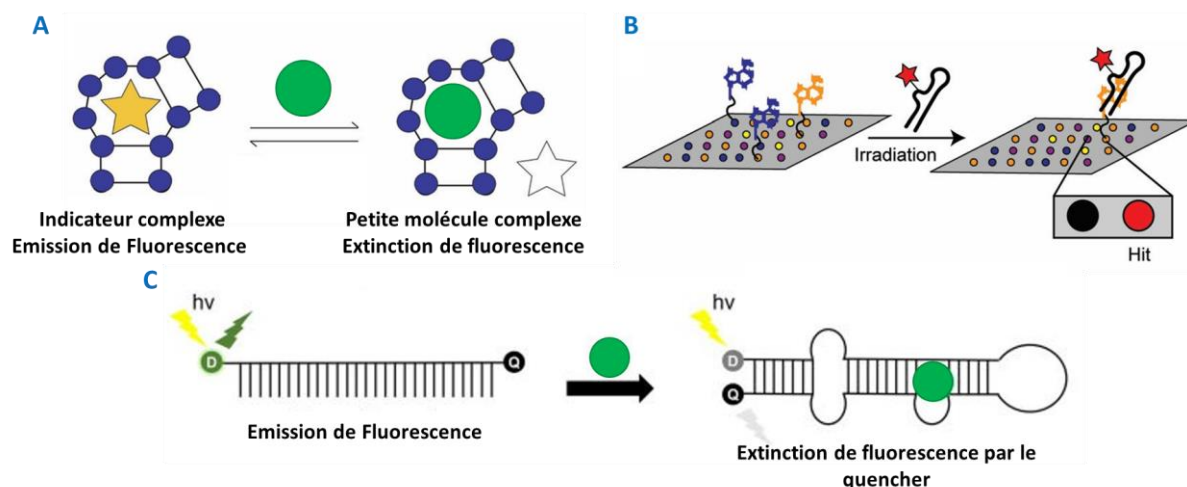 A
Indicateur complexe
Emission de Fluorescence
Petite molécule complexe
Extinction de fluorescence
B
Irradiation
Hit
C
hv
D
Q
Emission de Fluorescence
hv
D
Q
Extinction de fluorescence par le
quencher